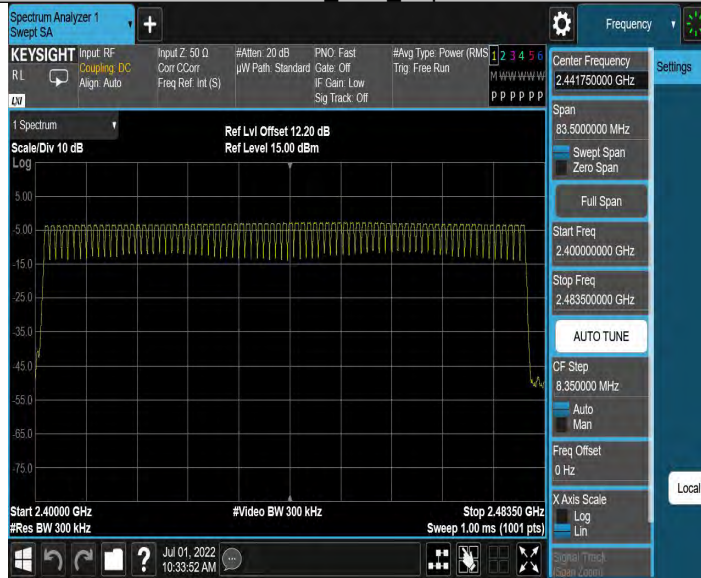 Spectrum Analyzer 1
Swept SA
Frequency
KEYSIGHT
RL
LXI
Input: RF
Coupling: DC
Align: Auto
Input Z: 50 Ω
Corr CCorr
Freq Ref: Int (S)
#Atten: 20 dB
µW Path: Standard
PNO: Fast
Gate: Off
IF Gain: Low
Sig Track: Off
#Avg Type: Power (RMS
Trig: Free Run
1 2 3 4 5 6
M W W W W W
P P P P P P
Center Frequency
2.441750000 GHz
Settings
Span
83.5000000 MHz
Swept Span
Zero Span
Full Span
Start Freq
2.400000000 GHz
Stop Freq
2.483500000 GHz
AUTO TUNE
CF Step
8.350000 MHz
Auto
Man
Freq Offset
0 Hz
X Axis Scale
Log
Lin
Signal Track
(Span Zoom)
Local
1 Spectrum
Scale/Div 10 dB
Log
Ref Lvl Offset 12.20 dB
Ref Level 15.00 dBm
5.00
-5.00
-15.0
-25.0
-35.0
-45.0
-55.0
-65.0
-75.0
Start 2.40000 GHz
#Res BW 300 kHz
#Video BW 300 kHz
Stop 2.48350 GHz
Sweep 1.00 ms (1001 pts)
?
Jul 01, 2022
10:33:52 AM